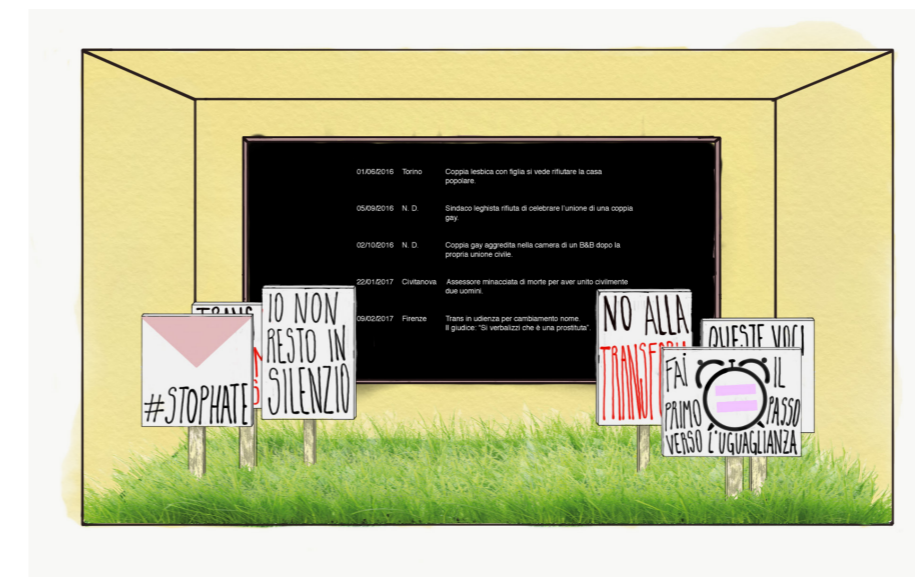 01/06/2016 Torino Coppia lesbica con figlia si vede rifiutare la casa
popolare.
05/09/2016 N. D. Sindaco leghista rifiuta di celebrare l'unione di una coppia
gay.
02/10/2016 N. D. Coppia gay aggredita nella camera di un B&B dopo la
propria unione civile.
22/01/2017 Civitanova Assessore minacciata di morte per aver unito civilmente
due uomini.
09/02/2017 Firenze Trans in udienza per cambiamento nome.
Il giudice: "Si verbalizzi che è una prostituta".
#STOPHATE
TRANS
IO NON
RESTO IN
SILENZIO
NO ALLA
QUESTE VOCI
FAI IL
PRIMO PASSO
VERSO L'UGUAGLIANZA